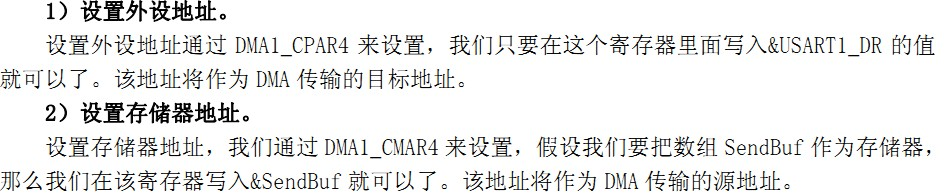 1）设置外设地址。
设置外设地址通过 DMA1_CPAR4 来设置，我们只要在这个寄存器里面写入&USART1_DR 的值
就可以了。该地址将作为 DMA 传输的目标地址。
2）设置存储器地址。
设置存储器地址，我们通过 DMA1_CMAR4 来设置，假设我们要把数组 SendBuf 作为存储器，
那么我们在该寄存器写入&SendBuf 就可以了。该地址将作为 DMA 传输的源地址。